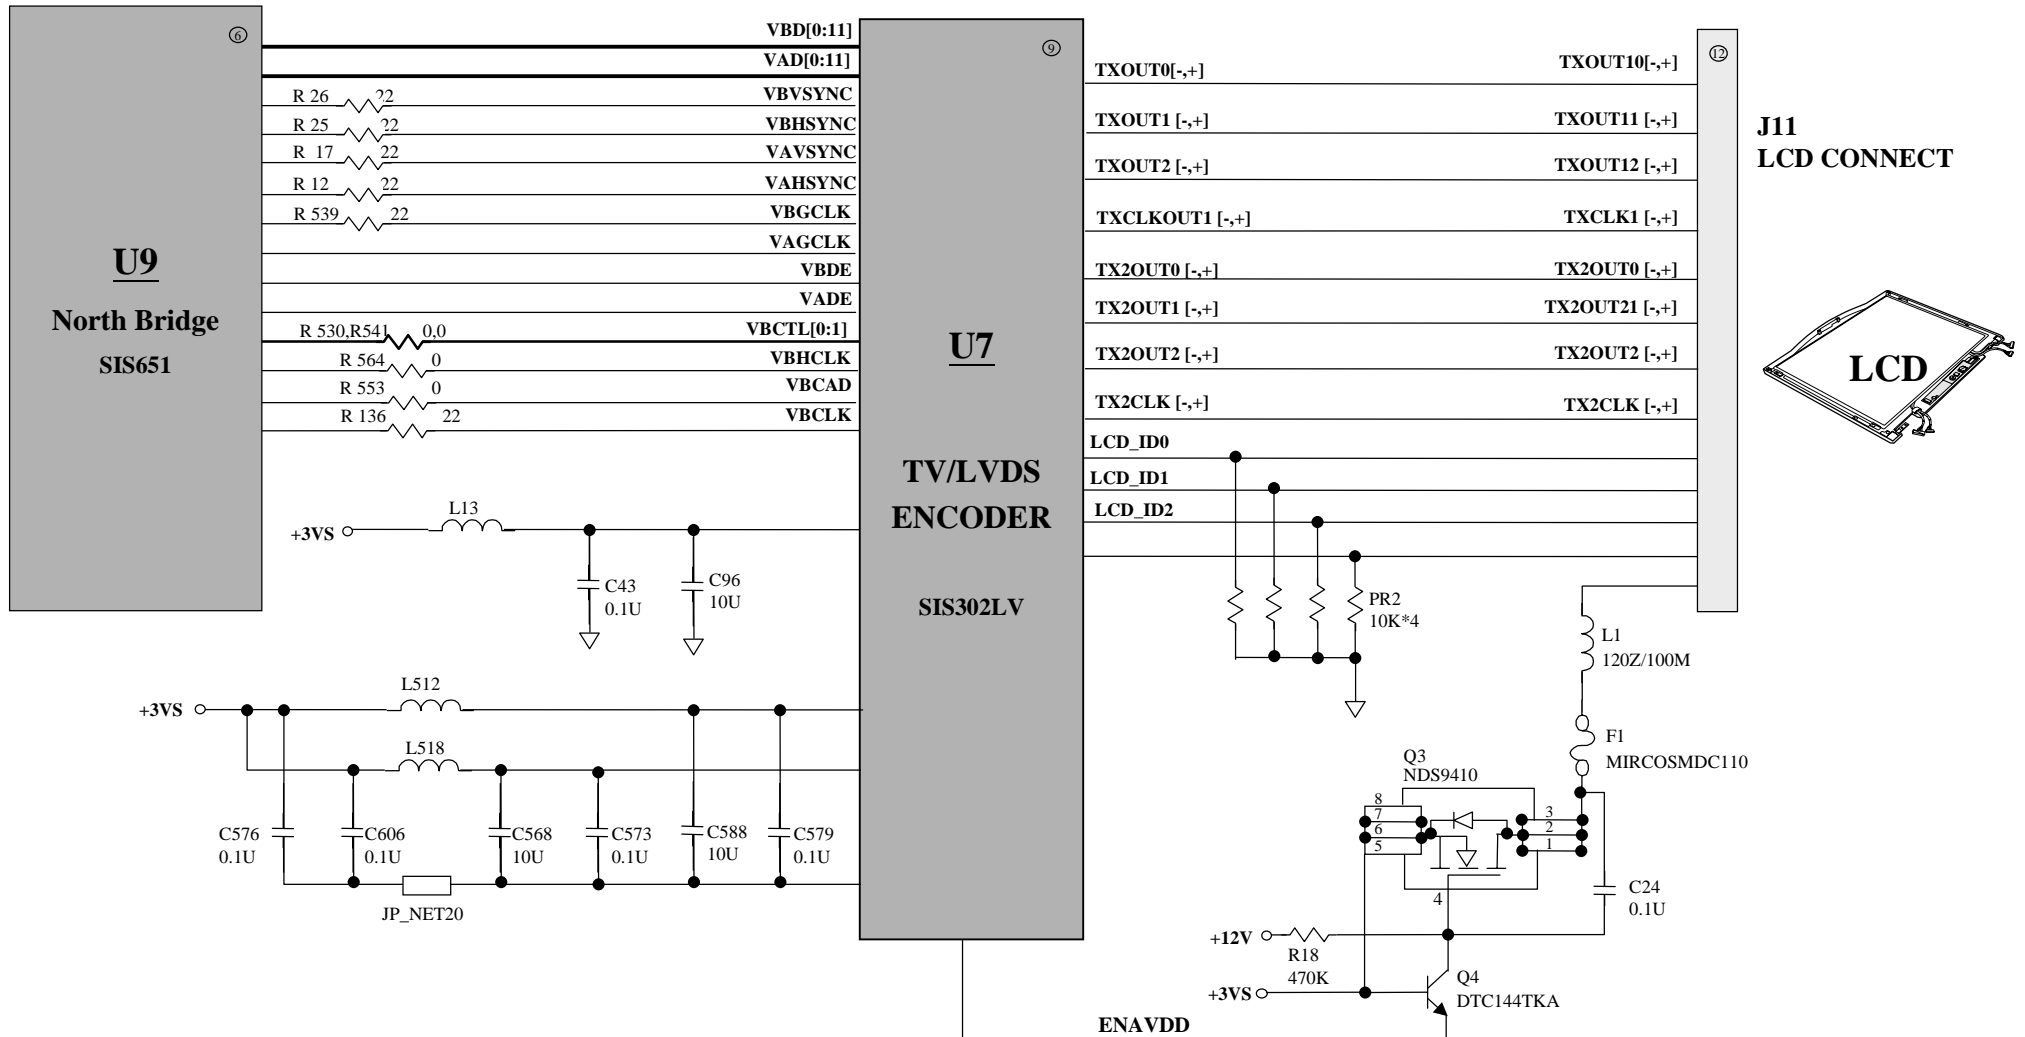 ⑥
U9
North Bridge
SIS651
VBD[0:11]
VAD[0:11]
R 26 22 VBVSYNC
R 25 22 VBHSYNC
R 17 22 VAVSYNC
R 12 22 VAHSYNC
R 539 22 VBGCLK
VAGCLK
VBDE
VADE
R 530,R541 0,0 VBCTL[0:1]
R 564 0 VBHCLK
R 553 0 VBCAD
R 136 22 VBCLK
⑨
U7
TV/LVDS
ENCODER
SIS302LV
TXOUT0[-,+] TXOUT10[-,+]
TXOUT1 [-,+] TXOUT11 [-,+]
TXOUT2 [-,+] TXOUT12 [-,+]
TXCLKOUT1 [-,+] TXCLK1 [-,+]
TX2OUT0 [-,+] TX2OUT0 [-,+]
TX2OUT1 [-,+] TX2OUT21 [-,+]
TX2OUT2 [-,+] TX2OUT2 [-,+]
TX2CLK [-,+] TX2CLK [-,+]
LCD_ID0
LCD_ID1
LCD_ID2
⑫
J11
LCD CONNECT
LCD
+3VS
L13
C43
0.1U
C96
10U
PR2
10K*4
L1
120Z/100M
F1
MIRCOSMDC110
+3VS
L512
L518
C576
0.1U
C606
0.1U
C568
10U
C573
0.1U
C588
10U
C579
0.1U
JP_NET20
Q3
NDS9410
8
7
6
5
3
2
1
4
C24
0.1U
+12V
R18
470K
+3VS
Q4
DTC144TKA
ENAVDD